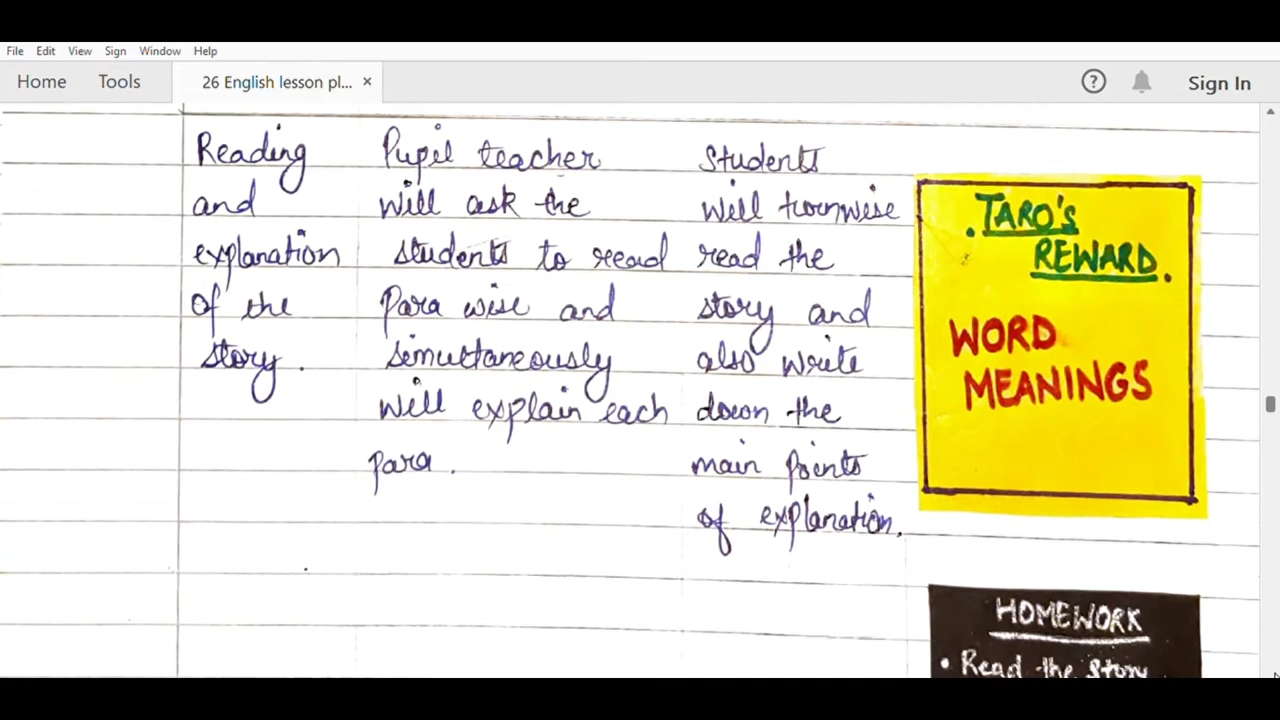 File Edit View Sign Window Help
Home Tools 26 English lesson pl... × ? Sign In
Reading
and
explanation
of the
story.
Pupil teacher
will ask the
students to reead
para wise and
simultaneously
will explain each
para.
Students
will turnwise
read the
story and
also write
down the
main points
of explanation.
. TARO'S
REWARD.
WORD
MEANINGS
HOMEWORK
• Read the story